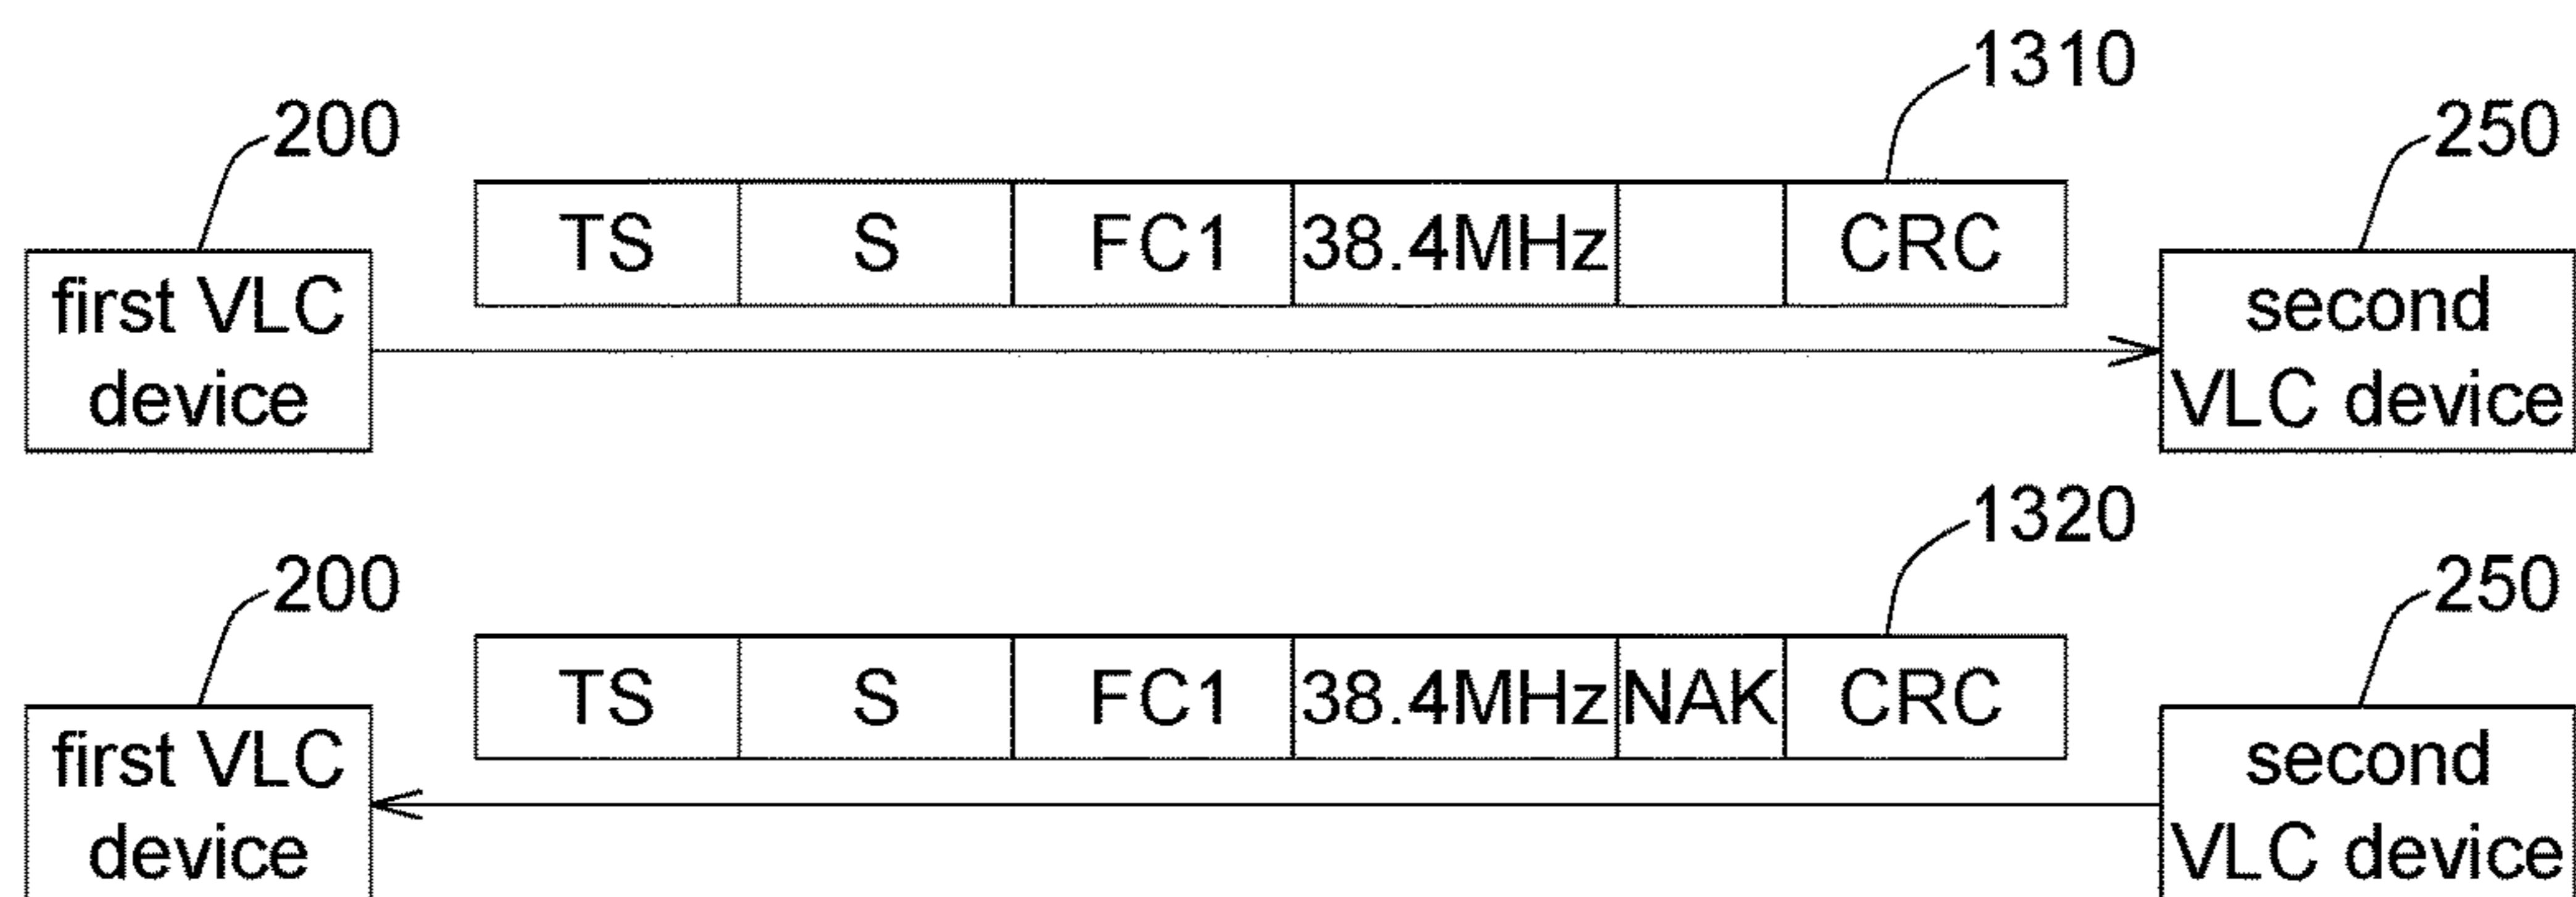 1310
200
250
TS S FC1 38.4MHz CRC
first VLC
device
second
VLC device
1320
200
250
TS S FC1 38.4MHz NAK CRC
first VLC
device
second
VLC device